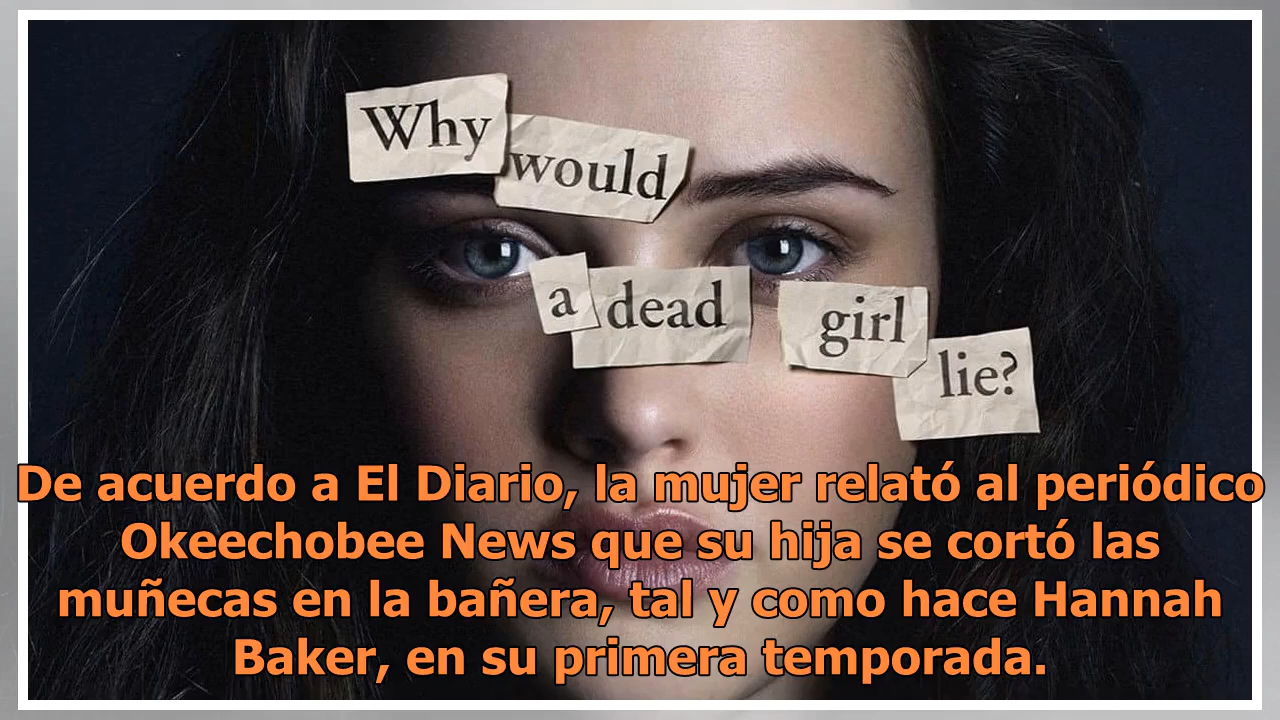 Why
would
a dead girl
lie?
De acuerdo a El Diario, la mujer relató al periódico
Okeechobee News que su hija se cortó las
muñecas en la bañera, tal y como hace Hannah
Baker, en su primera temporada.